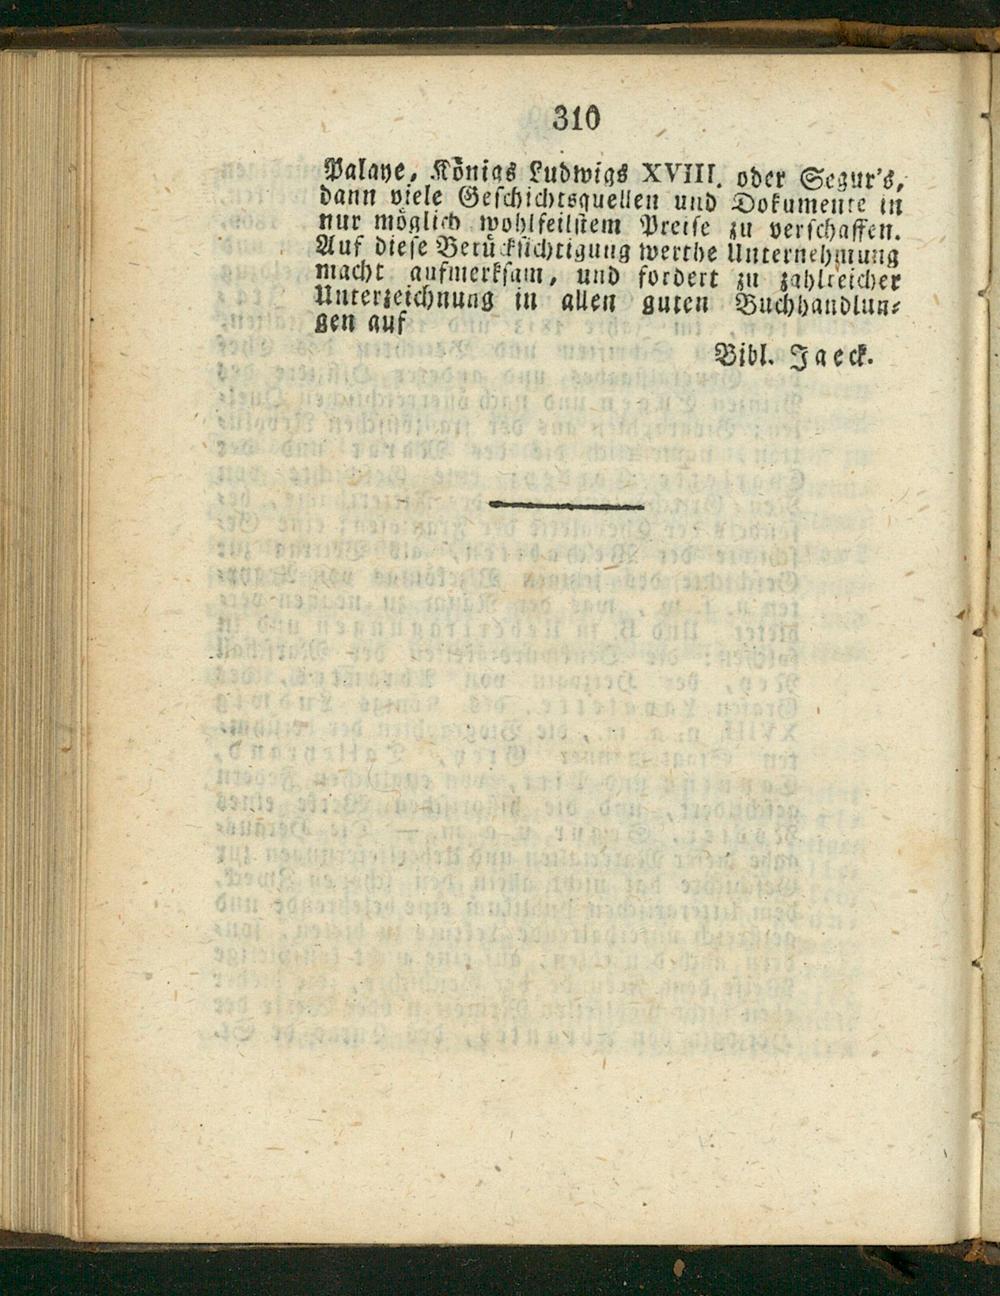 310
Palaye, Königs Ludwigs XVIII. oder Segur's,
dann viele Geschichtsquellen und Dokumente in
nur möglich wohlfeilstem Preise zu verschaffen.
Auf diese Berücksichtigung werthe Unternehmung
macht aufmerksam, und fordert zu zahlreicher
Unterzeichnung in allen guten Buchhandlun-
gen auf
Bibl. Jaeck.